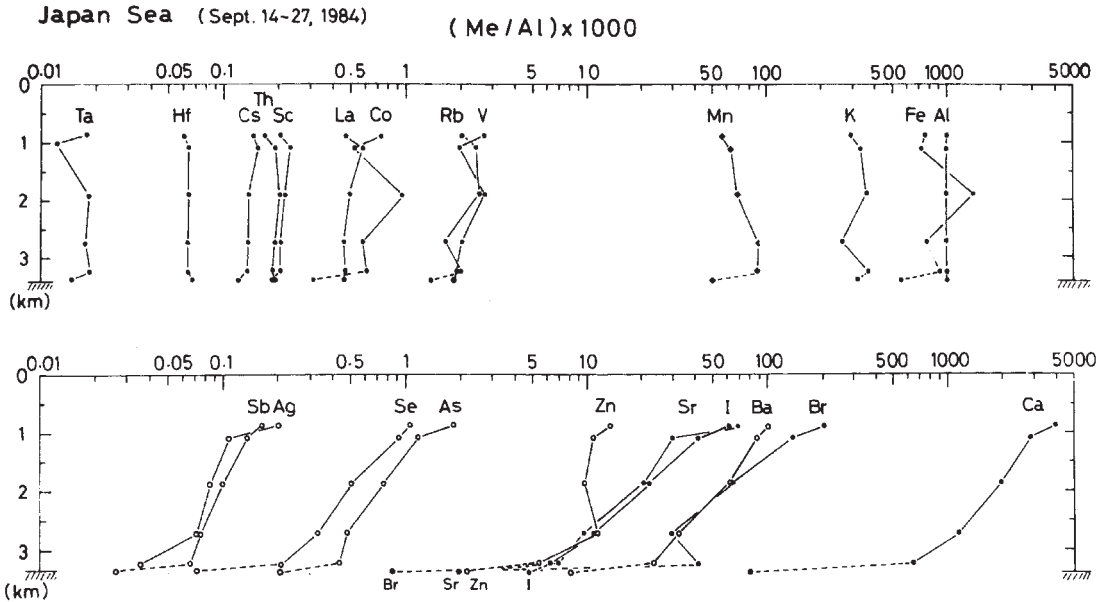 Japan Sea (Sept. 14~27, 1984)
(Me/Al)x1000
0.01 0.05 0.1 0.5 1 5 10 50 100 500 1000 5000
0
Th
Ta Hf Cs Sc La Co Rb V Mn K Fe Al
1
2
3
(km)
0.01 0.05 0.1 0.5 1 5 10 50 100 500 1000 5000
0
Sb Ag Se As Zn Sr I Ba Br Ca
1
2
3
(km)
Br Sr Zn I